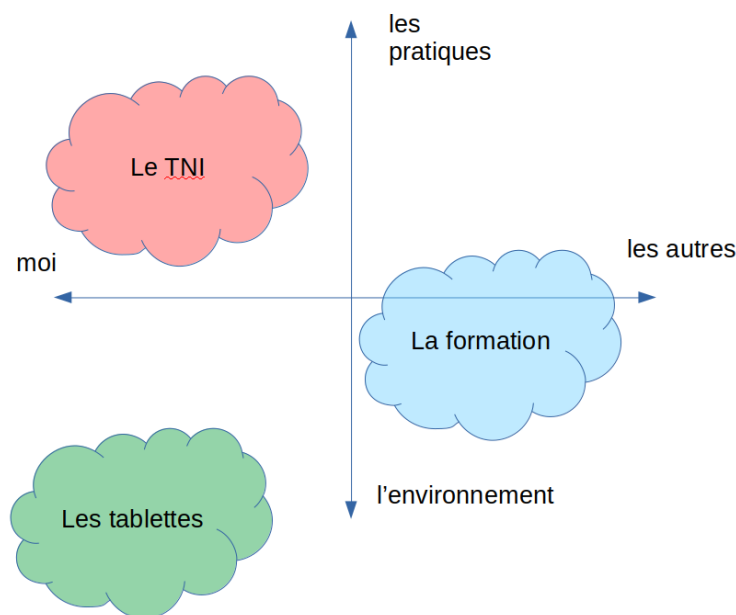 les
pratiques
Le TNI
moi
les autres
La formation
l’environnement
Les tablettes